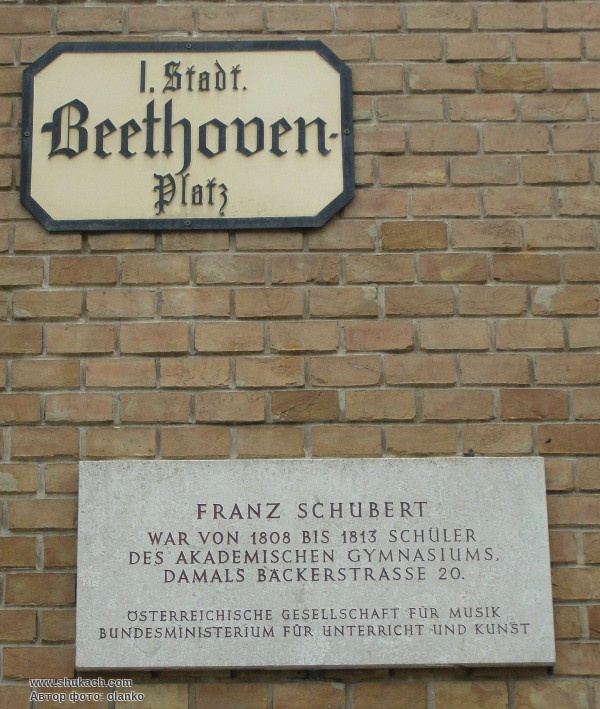 I. Stadt.
Beethoven-
Platz
FRANZ SCHUBERT
WAR VON 1808 BIS 1813 SCHÜLER
DES AKADEMISCHEN GYMNASIUMS.
DAMALS BÄCKERSTRASSE 20.
ÖSTERREICHISCHE GESELLSCHAFT FÜR MUSIK
BUNDESMINISTERIUM FÜR UNTERRICHT UND KUNST
www.shukach.com
Автор фото: olanko